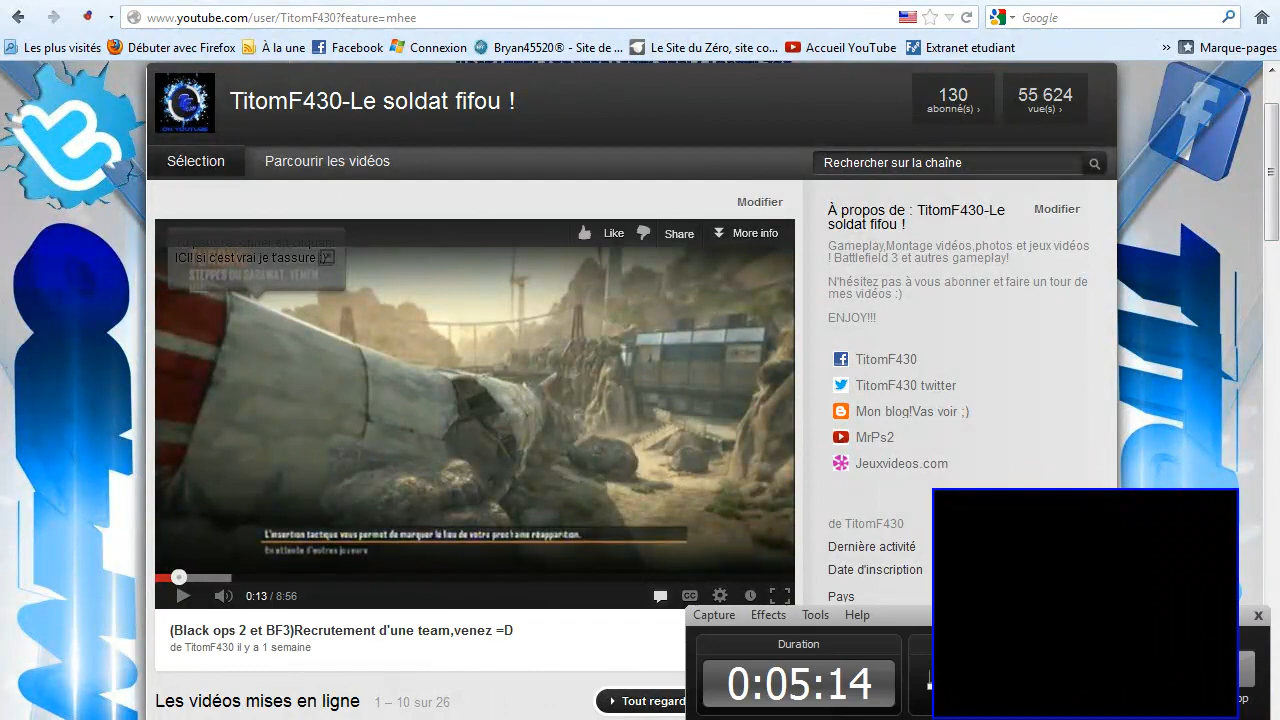 www.youtube.com/user/TitomF430?feature=mhee
Google
Les plus visités
Débuter avec Firefox
À la une
Facebook
Connexion
Bryan45520® - Site de ...
Le Site du Zéro, site co...
Accueil YouTube
Extranet etudiant
»
Marque-pages
ON YOUTUBE
TitomF430-Le soldat fifou !
130
abonné(s) ›
55 624
vue(s) ›
Sélection
Parcourir les vidéos
Rechercher sur la chaîne
Modifier
ICI! si c'est vrai je t'assure
Like
Share
More info
L'insertion tactique vous permet de marquer le lieu de votre prochaine réapparition.
En attente d'autres joueurs
0:13 / 8:56
CC
(Black ops 2 et BF3)Recrutement d'une team,venez =D
de TitomF430 il y a 1 semaine
Les vidéos mises en ligne
1 – 10 sur 26
Tout regard
À propos de : TitomF430-Le
soldat fifou !
Modifier
Gameplay,Montage vidéos,photos et jeux vidéos
! Battlefield 3 et autres gameplay!
N'hésitez pas à vous abonner et faire un tour de
mes vidéos :)
ENJOY!!!
TitomF430
TitomF430 twitter
Mon blog!Vas voir ;)
MrPs2
Jeuxvideos.com
de TitomF430
Dernière activité
Date d'inscription
Pays
Capture
Effects
Tools
Help
x
Duration
0:05:14
op